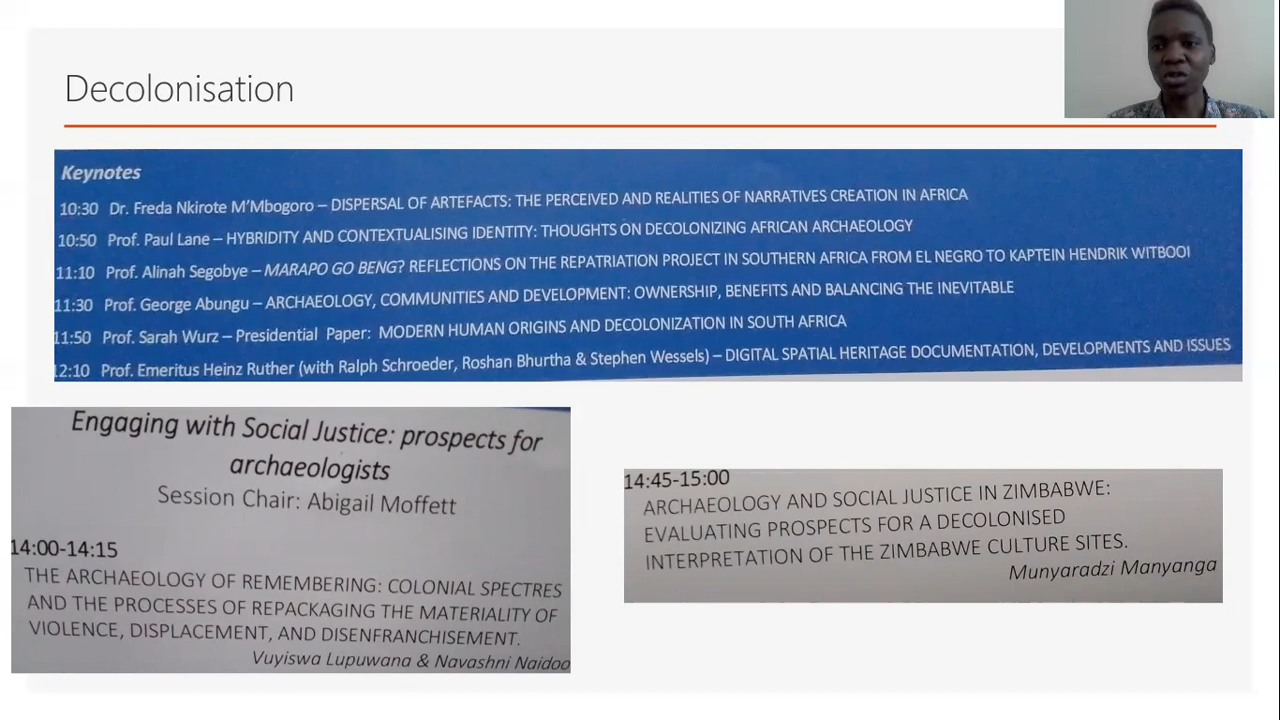 Decolonisation
Keynotes
10:30 Dr. Freda Nkirote M'Mbogoro – DISPERSAL OF ARTEFACTS: THE PERCEIVED AND REALITIES OF NARRATIVES CREATION IN AFRICA
10:50 Prof. Paul Lane – HYBRIDITY AND CONTEXTUALISING IDENTITY: THOUGHTS ON DECOLONIZING AFRICAN ARCHAEOLOGY
11:10 Prof. Alinah Segobye – MARAPO GO BENG? REFLECTIONS ON THE REPATRIATION PROJECT IN SOUTHERN AFRICA FROM EL NEGRO TO KAPTEIN HENDRIK WITBOOI
11:30 Prof. George Abungu – ARCHAEOLOGY, COMMUNITIES AND DEVELOPMENT: OWNERSHIP, BENEFITS AND BALANCING THE INEVITABLE
11:50 Prof. Sarah Wurz – Presidential Paper: MODERN HUMAN ORIGINS AND DECOLONIZATION IN SOUTH AFRICA
12:10 Prof. Emeritus Heinz Ruther (with Ralph Schroeder, Roshan Bhurtha & Stephen Wessels) – DIGITAL SPATIAL HERITAGE DOCUMENTATION, DEVELOPMENTS AND ISSUES
Engaging with Social Justice: prospects for
archaeologists
Session Chair: Abigail Moffett
14:00-14:15
THE ARCHAEOLOGY OF REMEMBERING: COLONIAL SPECTRES
AND THE PROCESSES OF REPACKAGING THE MATERIALITY OF
VIOLENCE, DISPLACEMENT, AND DISENFRANCHISEMENT.
Vuyiswa Lupuwana & Navashni Naidoo
14:45-15:00
ARCHAEOLOGY AND SOCIAL JUSTICE IN ZIMBABWE:
EVALUATING PROSPECTS FOR A DECOLONISED
INTERPRETATION OF THE ZIMBABWE CULTURE SITES.
Munyaradzi Manyanga